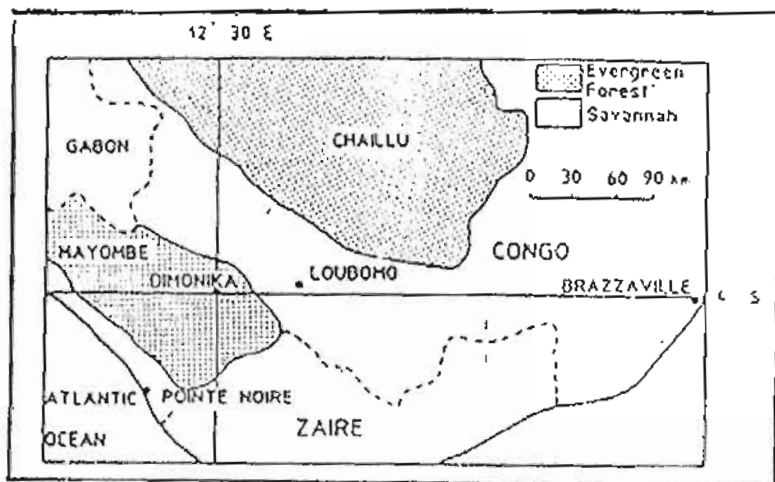 12° 30 E
Evergreen
Forest
Savannah
GABON
CHAILLU
0 30 60 90 km
MAYOMBE
CONGO
DIMONIKA
LOUBOMO
BRAZZAVILLE
S
ATLANTIC
POINTE NOIRE
OCEAN
ZAIRE